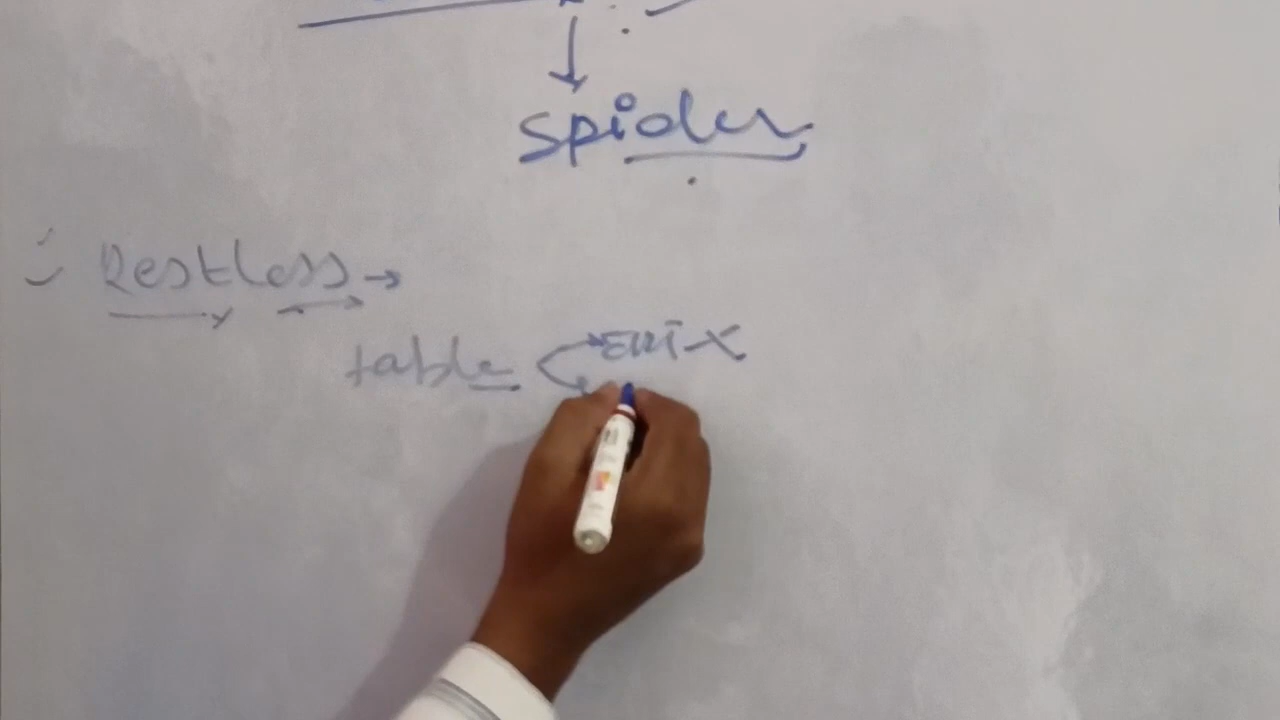 Spider
Restless →
table